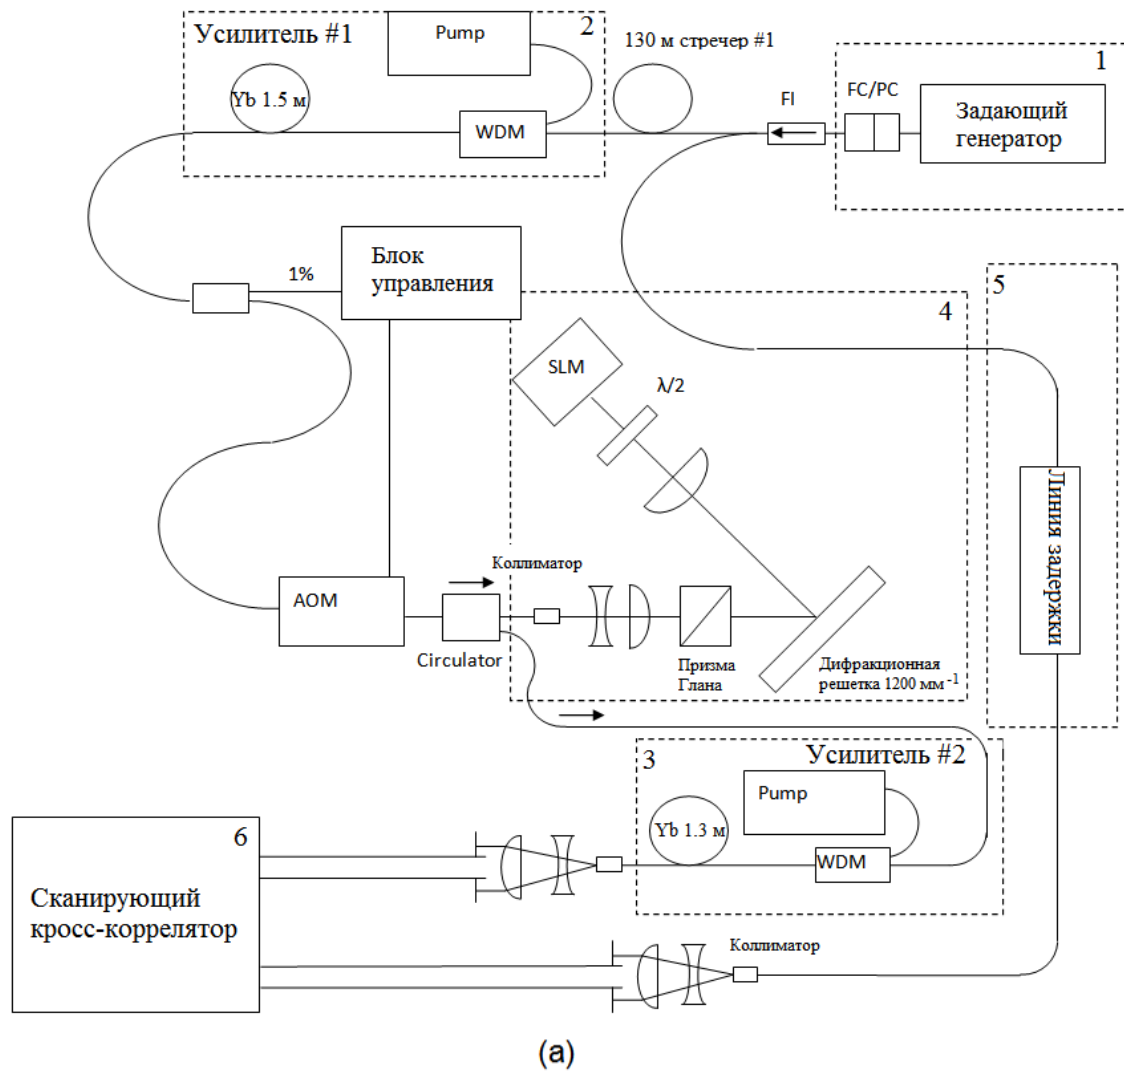 Усилитель #1
2
Pump
130 м стречер #1
1
Yb 1.5 м
WDM
FI
FC/PC
Задающий
генератор
Блок
управления
1%
5
4
SLM
λ/2
Линия задержки
Коллиматор
AOM
Circulator
Призма
Глана
Дифракционная
решетка 1200 мм⁻¹
3
Усилитель #2
Pump
Yb 1.3 м
WDM
6
Сканирующий
кросс-коррелятор
Коллиматор
(a)